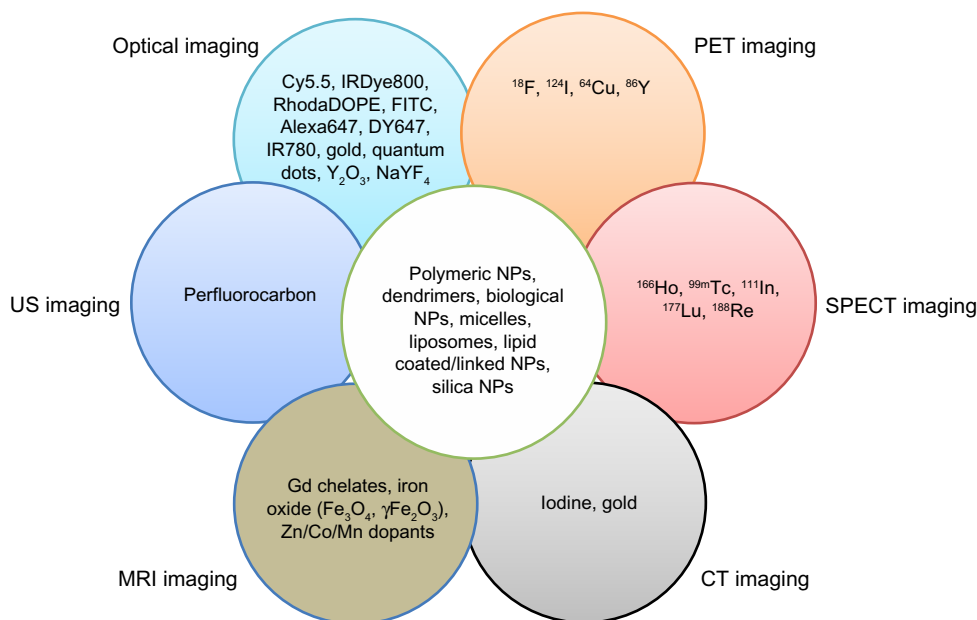 Optical imaging
Cy5.5, IRDye800,
RhodaDOPE, FITC,
Alexa647, DY647,
IR780, gold, quantum
dots, Y₂O₃, NaYF₄
PET imaging
¹⁸F, ¹²⁴I, ⁶⁴Cu, ⁸⁶Y
US imaging
Perfluorocarbon
Polymeric NPs,
dendrimers, biological
NPs, micelles,
liposomes, lipid
coated/linked NPs,
silica NPs
¹⁶⁶Ho, ⁹⁹ᵐTc, ¹¹¹In,
¹⁷⁷Lu, ¹⁸⁸Re
SPECT imaging
Gd chelates, iron
oxide (Fe₃O₄, γFe₂O₃),
Zn/Co/Mn dopants
MRI imaging
Iodine, gold
CT imaging